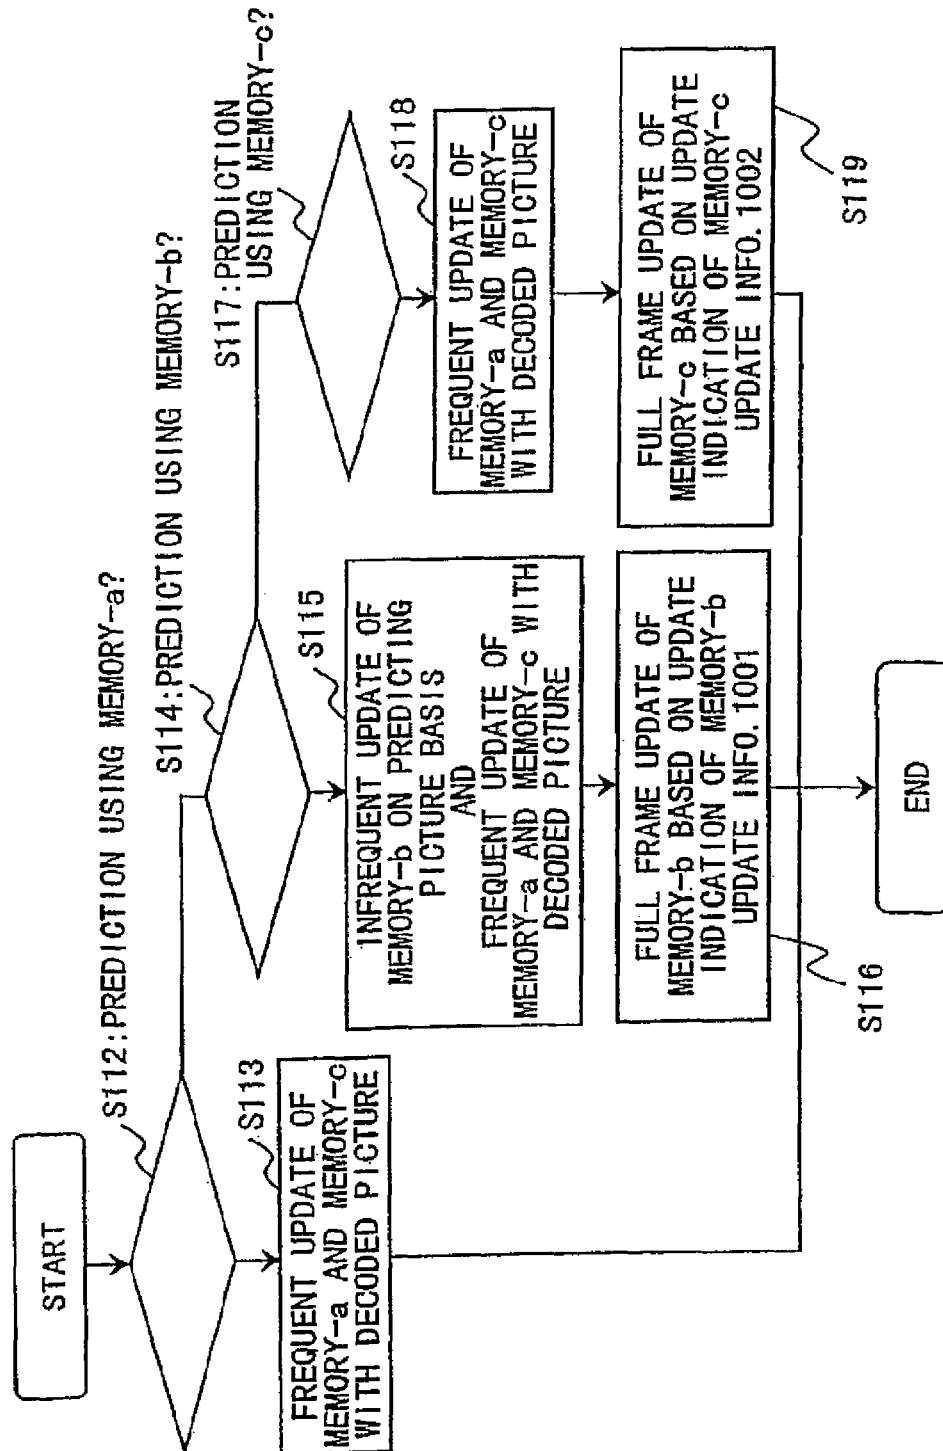 START
S112:PREDICTION USING MEMORY-a?
S113
FREQUENT UPDATE OF
MEMORY-a AND MEMORY-c
WITH DECODED PICTURE
S114:PREDICTION USING MEMORY-b?
S115
INFREQUENT UPDATE OF
MEMORY-b ON PREDICTING
PICTURE BASIS
AND
FREQUENT UPDATE OF
MEMORY-a AND MEMORY-c WITH
DECODED PICTURE
FULL FRAME UPDATE OF
MEMORY-b BASED ON UPDATE
INDICATION OF MEMORY-b
UPDATE INFO.1001
S116
S117:PREDICTION
USING MEMORY-c?
S118
FREQUENT UPDATE OF
MEMORY-a AND MEMORY-c
WITH DECODED PICTURE
FULL FRAME UPDATE OF
MEMORY-c BASED ON UPDATE
INDICATION OF MEMORY-c
UPDATE INFO.1002
S119
END